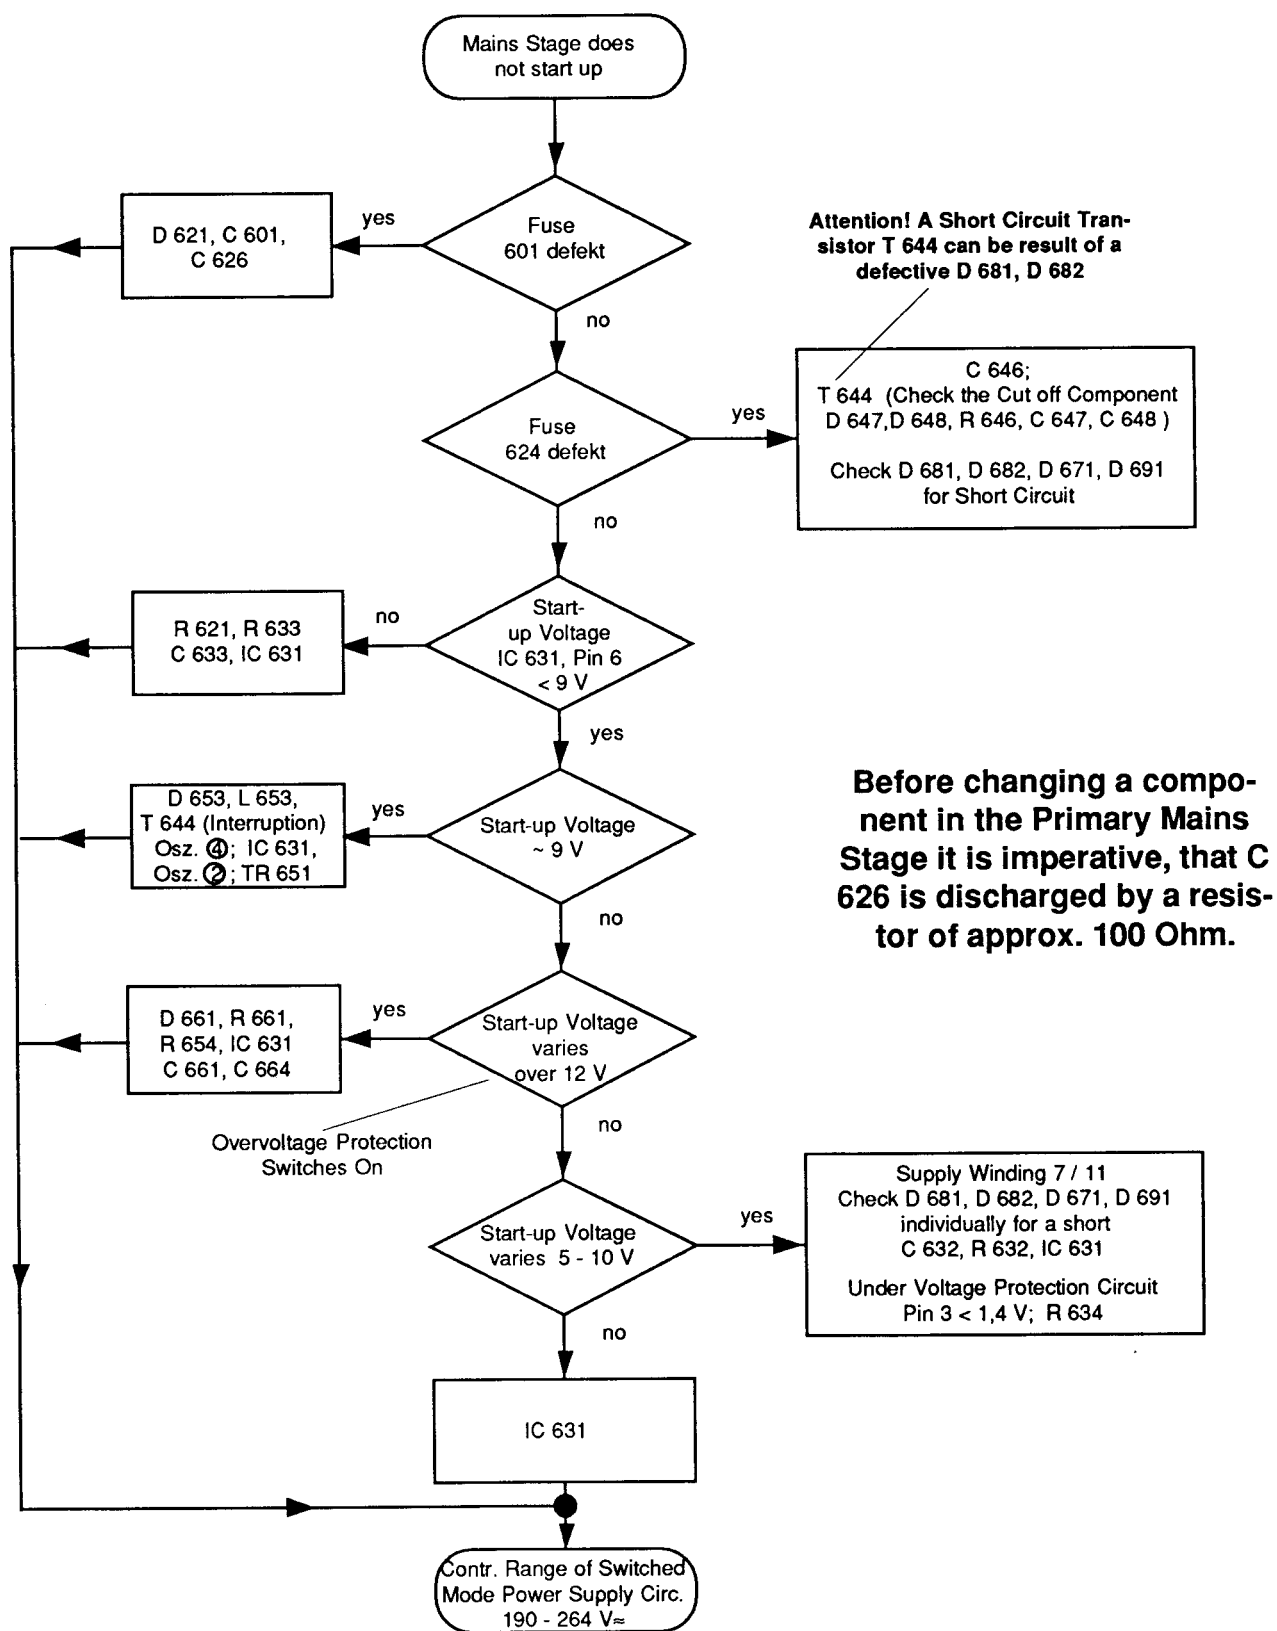 Mains Stage does
not start up
yes
D 621, C 601,
C 626
Fuse
601 defekt
Attention! A Short Circuit Tran-
sistor T 644 can be result of a
defective D 681, D 682
no
C 646;
T 644 (Check the Cut off Component
D 647,D 648, R 646, C 647, C 648 )
Check D 681, D 682, D 671, D 691
for Short Circuit
yes
Fuse
624 defekt
no
Start-
up Voltage
IC 631, Pin 6
< 9 V
no
R 621, R 633
C 633, IC 631
yes
D 653, L 653,
T 644 (Interruption)
Osz. ④; IC 631,
Osz. ②; TR 651
yes
Start-up Voltage
~ 9 V
Before changing a compo-
nent in the Primary Mains
Stage it is imperative, that C
626 is discharged by a resis-
tor of approx. 100 Ohm.
no
D 661, R 661,
R 654, IC 631
C 661, C 664
yes
Start-up Voltage
varies
over 12 V
Overvoltage Protection
Switches On
no
Start-up Voltage
varies 5 - 10 V
yes
Supply Winding 7 / 11
Check D 681, D 682, D 671, D 691
individually for a short
C 632, R 632, IC 631
Under Voltage Protection Circuit
Pin 3 < 1,4 V; R 634
no
IC 631
Contr. Range of Switched
Mode Power Supply Circ.
190 - 264 V≈